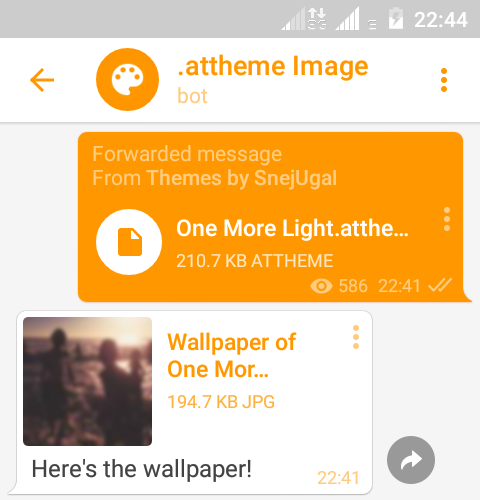 22:44
.attheme Image
bot
Forwarded message
From Themes by SnejUgal
One More Light.atthe...
210.7 KB ATTHEME
586 22:41
Wallpaper of
One Mor...
194.7 KB JPG
Here's the wallpaper!
22:41